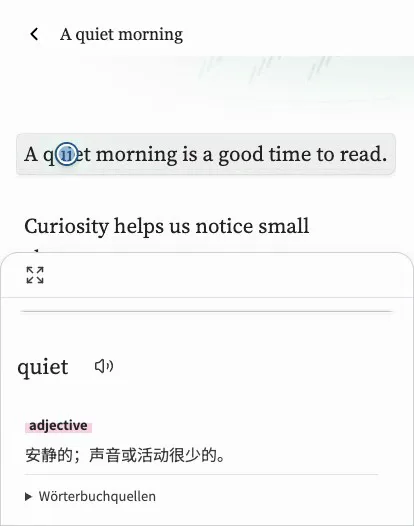 A quiet morning
A quiet morning is a good time to read.
Curiosity helps us notice small
quiet
adjective
安静的；声音或活动很少的。
Wörterbuchquellen